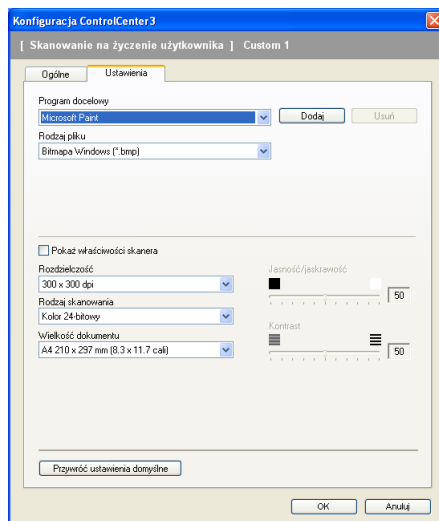 Konfiguracja ControlCenter3
[ Skanowanie na życzenie użytkownika ] Custom 1
Ogólne Ustawienia
Program docelowy
Microsoft Paint Dodaj Usuń
Rodzaj pliku
Bitmapa Windows (*.bmp)
Pokaż właściwości skanera
Rozdzielczość Jasność/jaskrawość
300 x 300 dpi 50
Rodzaj skanowania
Kolor 24-bitowy
Kontrast
Wielkość dokumentu
A4 210 x 297 mm (8.3 x 11.7 cali) 50
Przywróć ustawienia domyślne
OK Anuluj